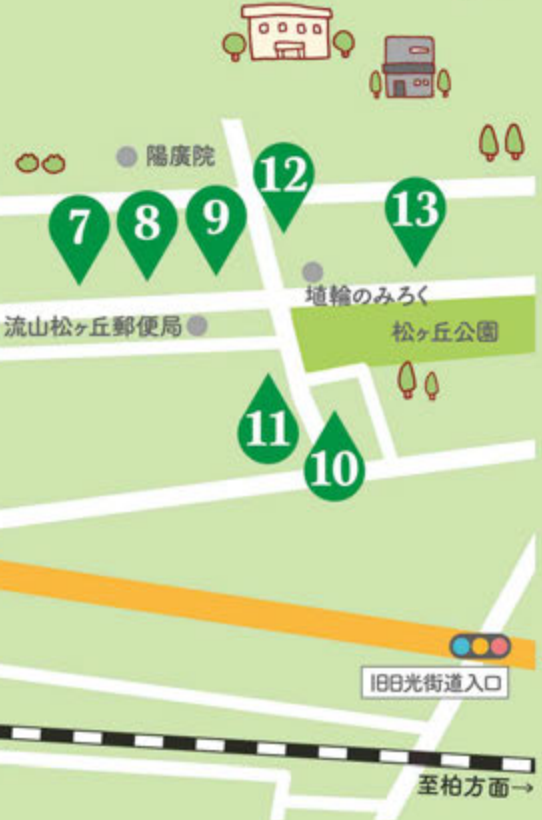 陽廣院
12
7
8
9
13
埴輪のみろく
流山松ヶ丘郵便局
松ヶ丘公園
11
10
旧日光街道入口
至柏方面→